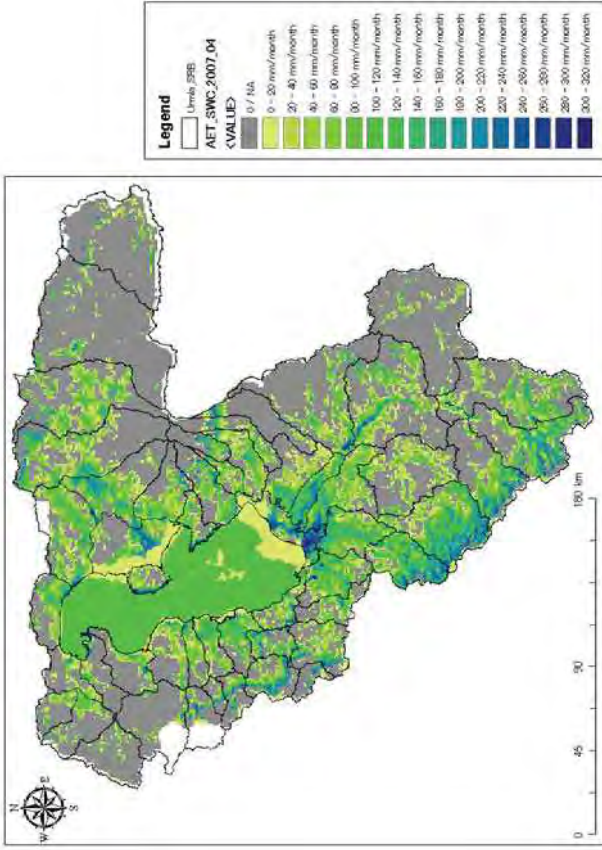 N
E
S
W
Legend
Urmia_SRB
AET_SWC_2007_04
<VALUE>
0 / NA
0 - 20 mm/month
20 - 40 mm/month
40 - 60 mm/month
60 - 80 mm/month
80 - 100 mm/month
100 - 120 mm/month
120 - 140 mm/month
140 - 160 mm/month
160 - 180 mm/month
180 - 200 mm/month
200 - 220 mm/month
220 - 240 mm/month
240 - 260 mm/month
260 - 280 mm/month
280 - 300 mm/month
300 - 320 mm/month
0 45 90 180 km